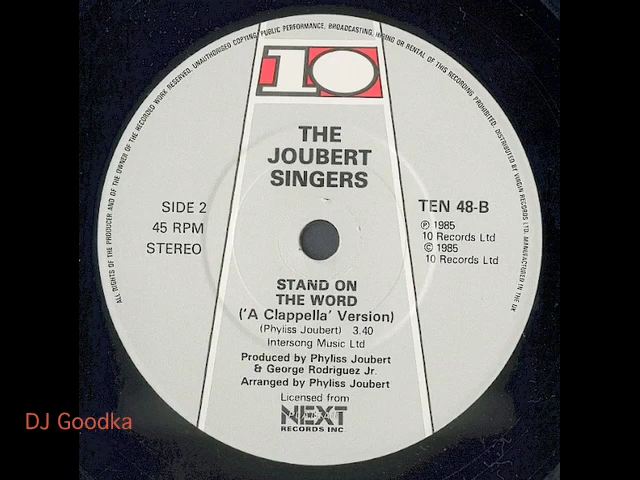 ALL RIGHTS OF THE PRODUCER AND OF THE OWNER OF THE RECORDED WORK RESERVED. UNAUTHORISED COPYING, PUBLIC PERFORMANCE, BROADCASTING, HIRING OR RENTAL OF THIS RECORDING PROHIBITED. DISTRIBUTED BY VIRGIN RECORDS LTD. MANUFACTURED IN THE UK
10
THE
JOUBERT
SINGERS
SIDE 2
45 RPM
STEREO
TEN 48-B
℗ 1985
10 Records Ltd
© 1985
10 Records Ltd
STAND ON
THE WORD
('A Clappella' Version)
(Phyliss Joubert) 3.40
Intersong Music Ltd
Produced by Phyliss Joubert
& George Rodriguez Jr.
Arranged by Phyliss Joubert
Licensed from
NEXT
RECORDS INC
DJ Goodka